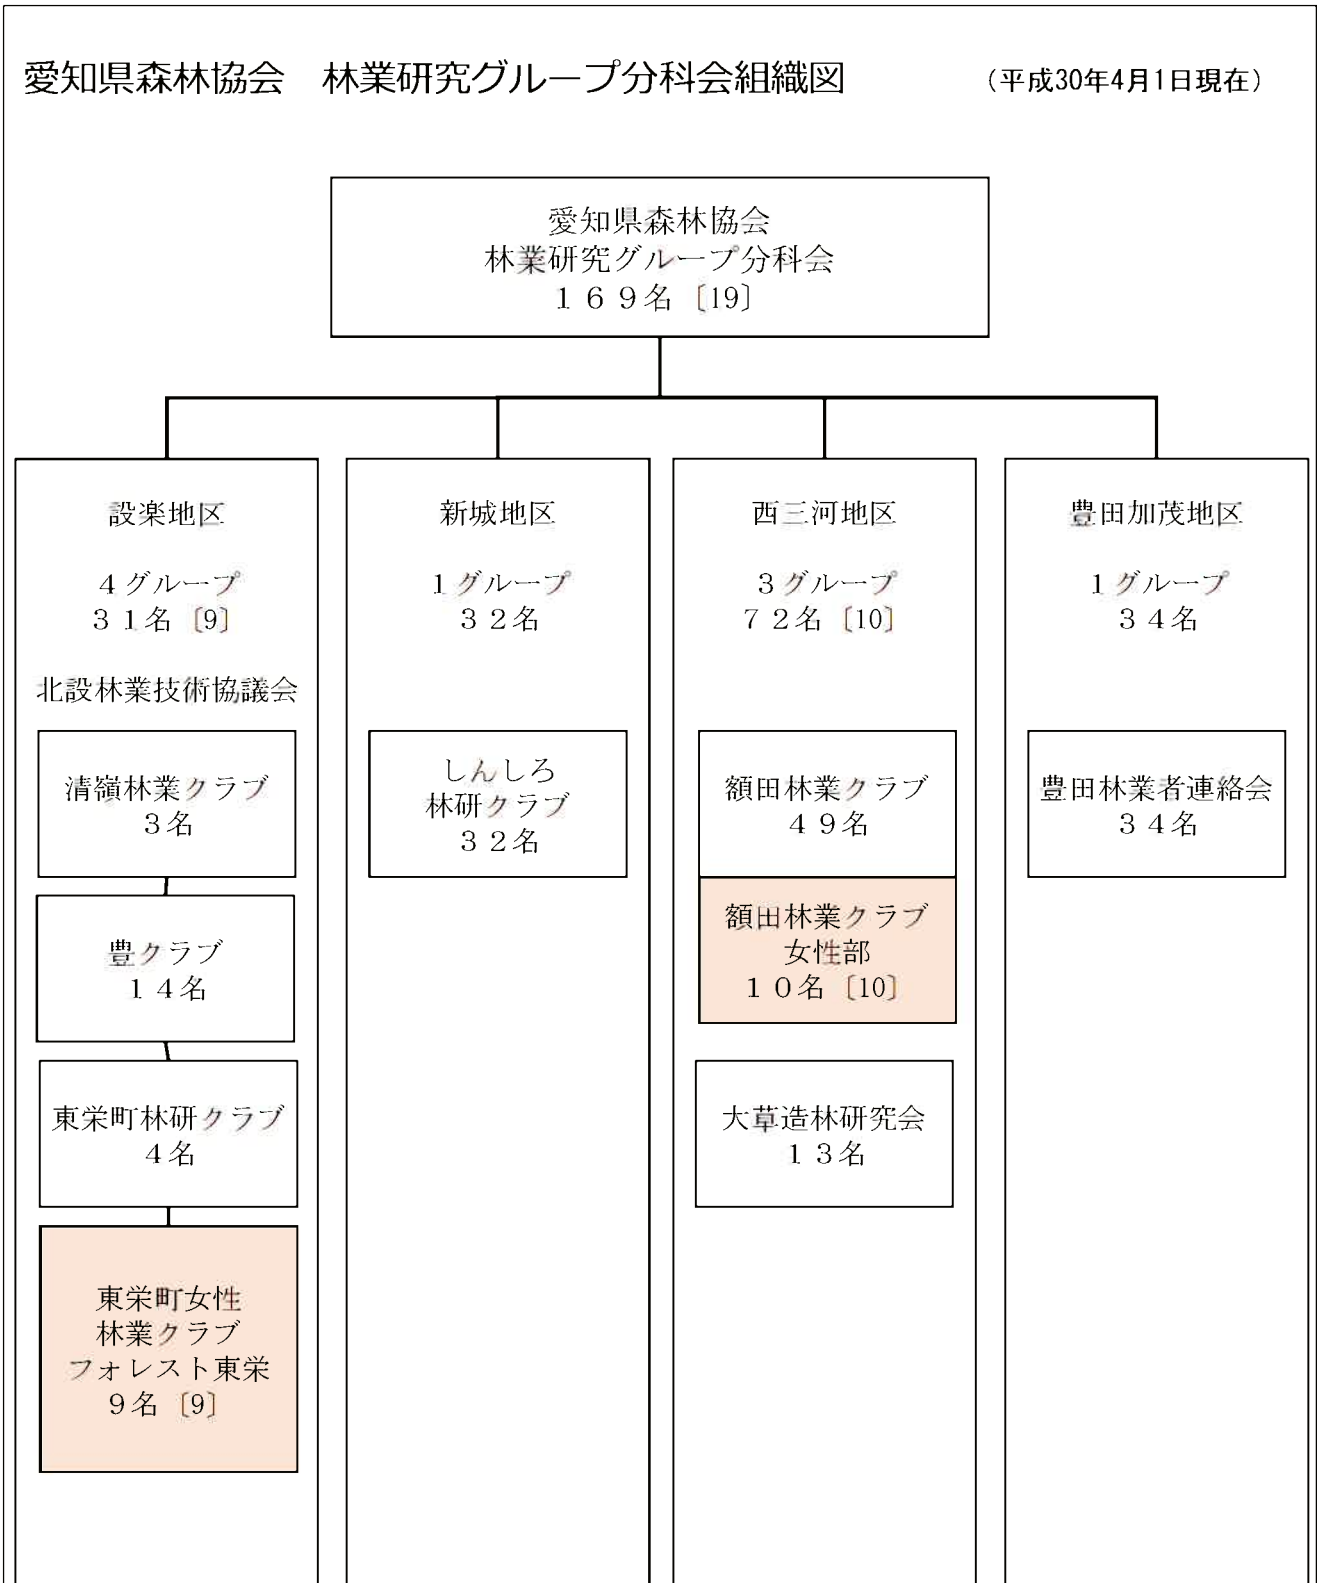 愛知県森林協会　林業研究グループ分科会組織図　（平成30年4月1日現在）
愛知県森林協会
林業研究グループ分科会
１６９名〔19〕
設楽地区
４グループ
３１名〔9〕
北設林業技術協議会
清嶺林業クラブ
３名
豊クラブ
１４名
東栄町林研クラブ
４名
東栄町女性
林業クラブ
フォレスト東栄
９名〔9〕
新城地区
１グループ
３２名
しんしろ
林研クラブ
３２名
西三河地区
３グループ
７２名〔10〕
額田林業クラブ
４９名
額田林業クラブ
女性部
１０名〔10〕
大草造林研究会
１３名
豊田加茂地区
１グループ
３４名
豊田林業者連絡会
３４名